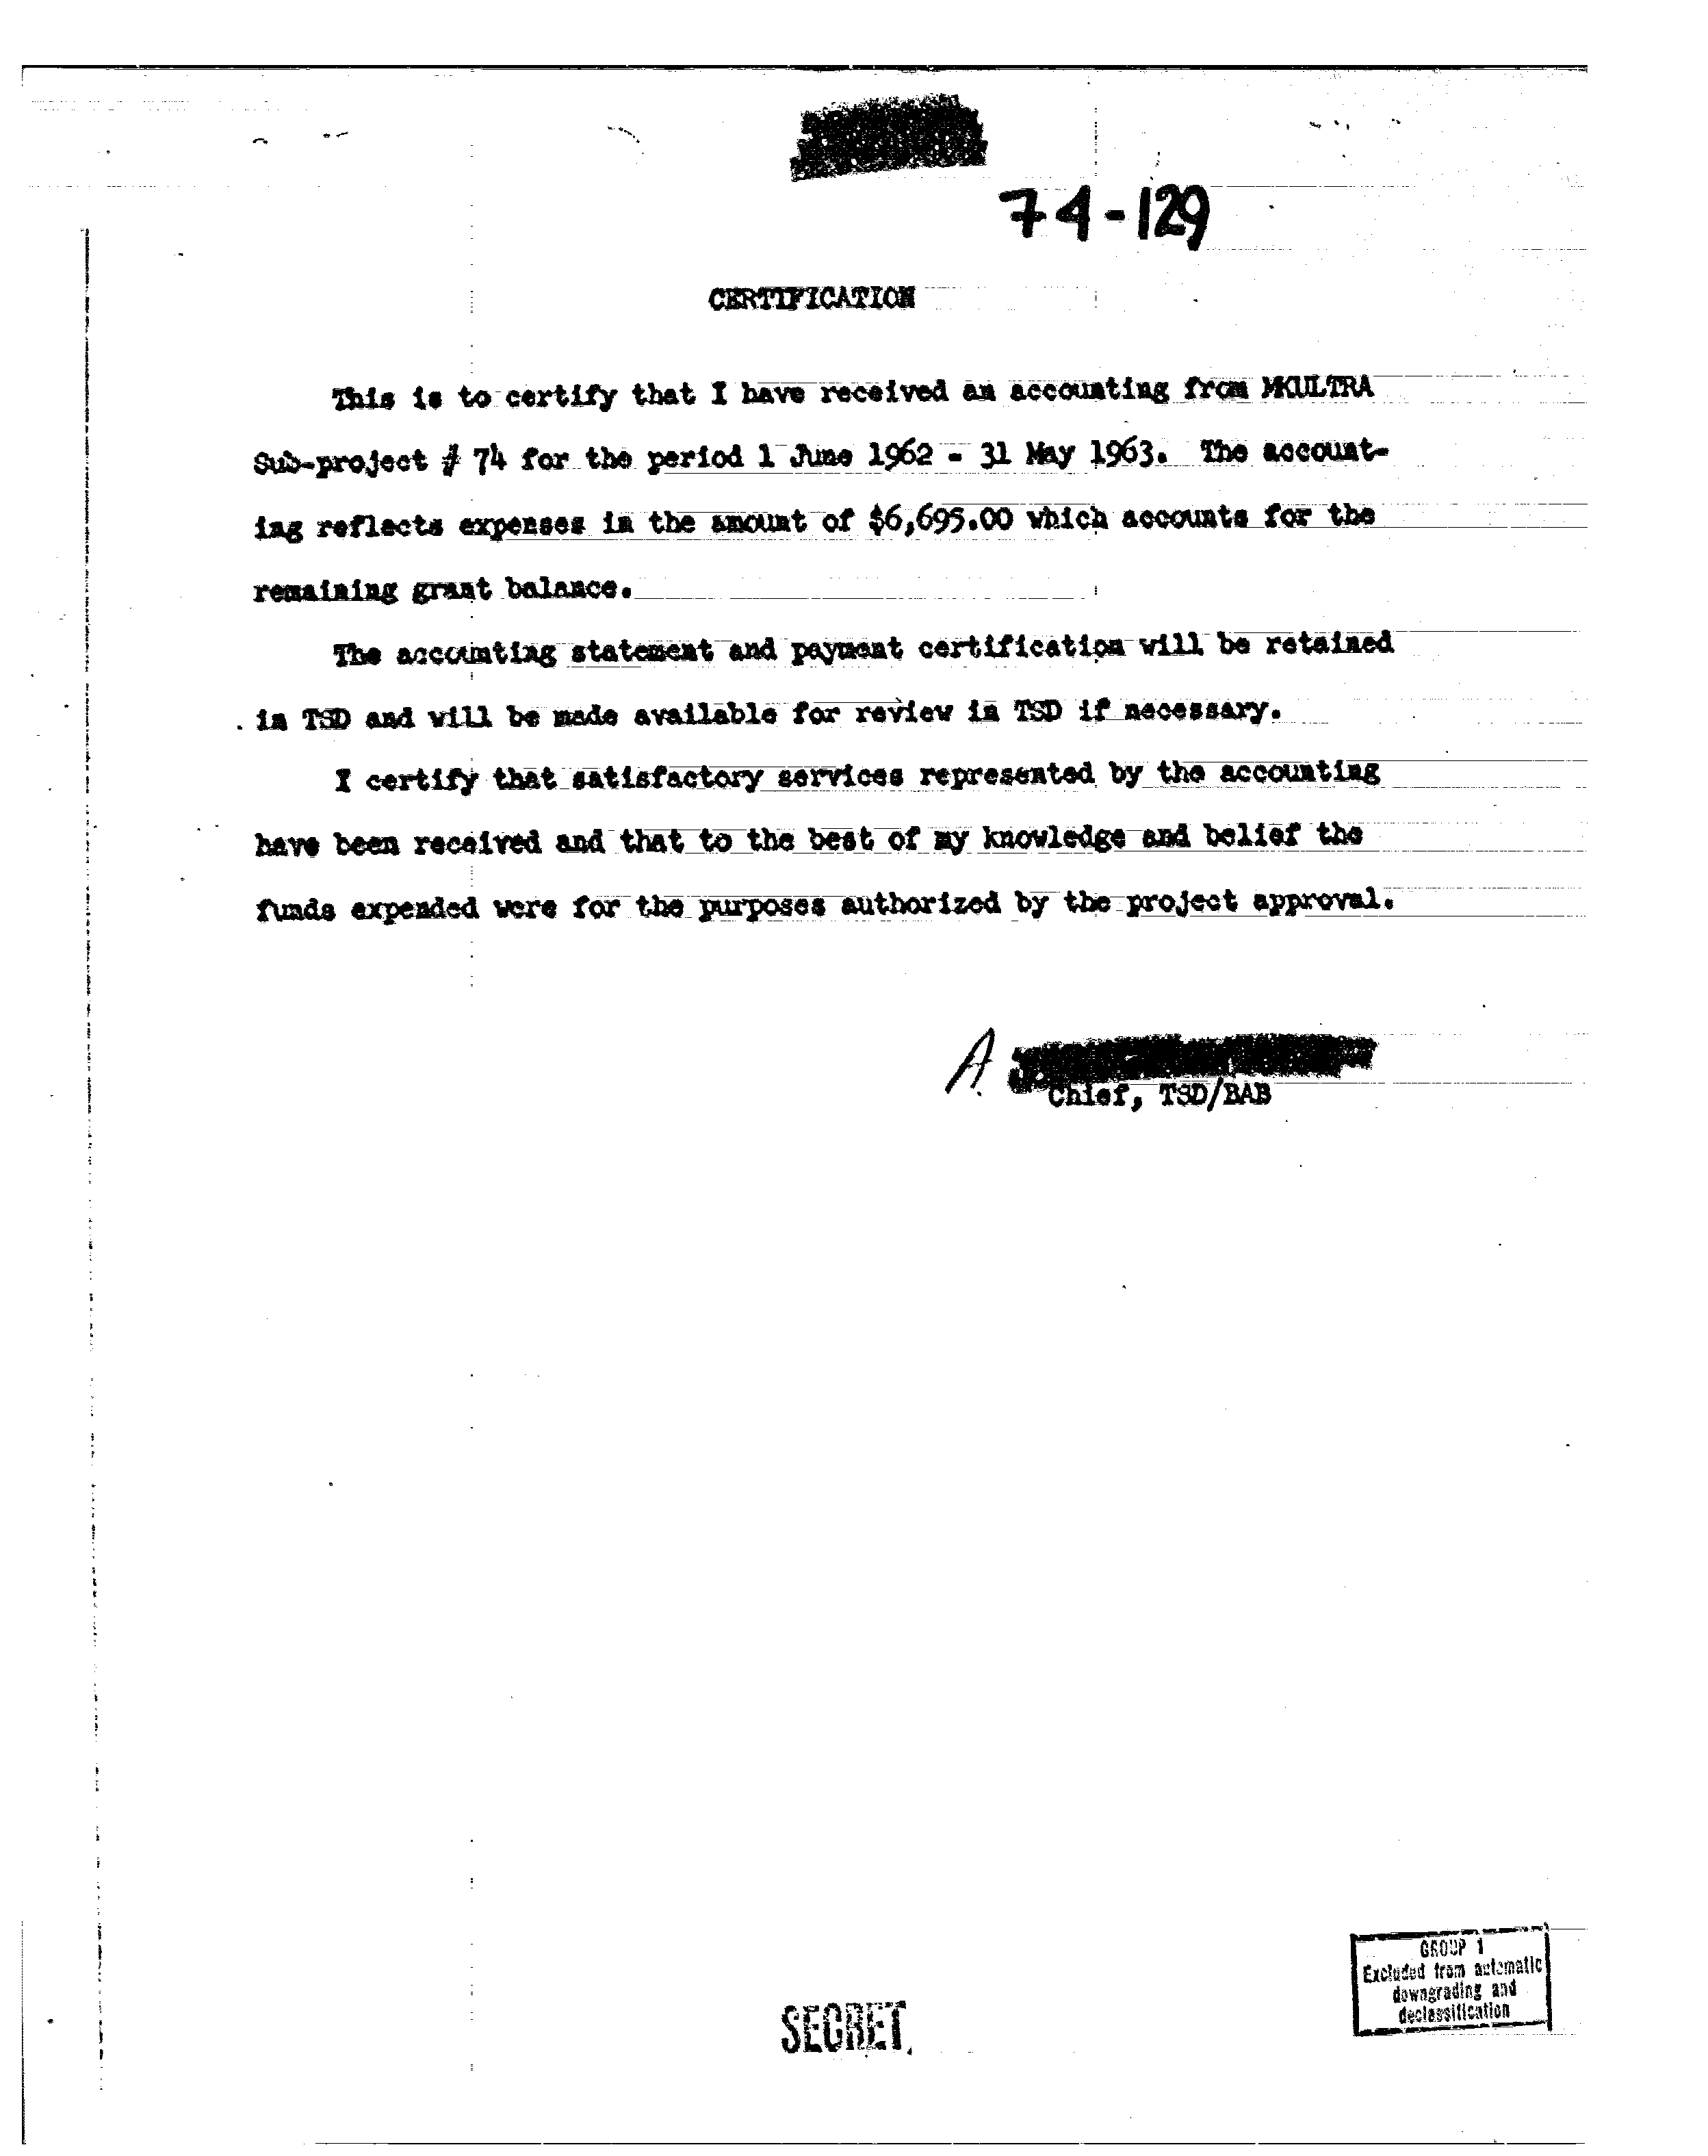 74-129
CERTIFICATION
This is to certify that I have received an accounting from MKULTRA
Sub-project # 74 for the period 1 June 1962 - 31 May 1963. The account-
ing reflects expenses in the amount of $6,695.00 which accounts for the
remaining grant balance.
The accounting statement and payment certification will be retained
in TSD and will be made available for review in TSD if necessary.
I certify that satisfactory services represented by the accounting
have been received and that to the best of my knowledge and belief the
funds expended were for the purposes authorized by the project approval.
A
Chief, TSD/BAB
GROUP 1
Excluded from automatic
downgrading and
declassification
SECRET